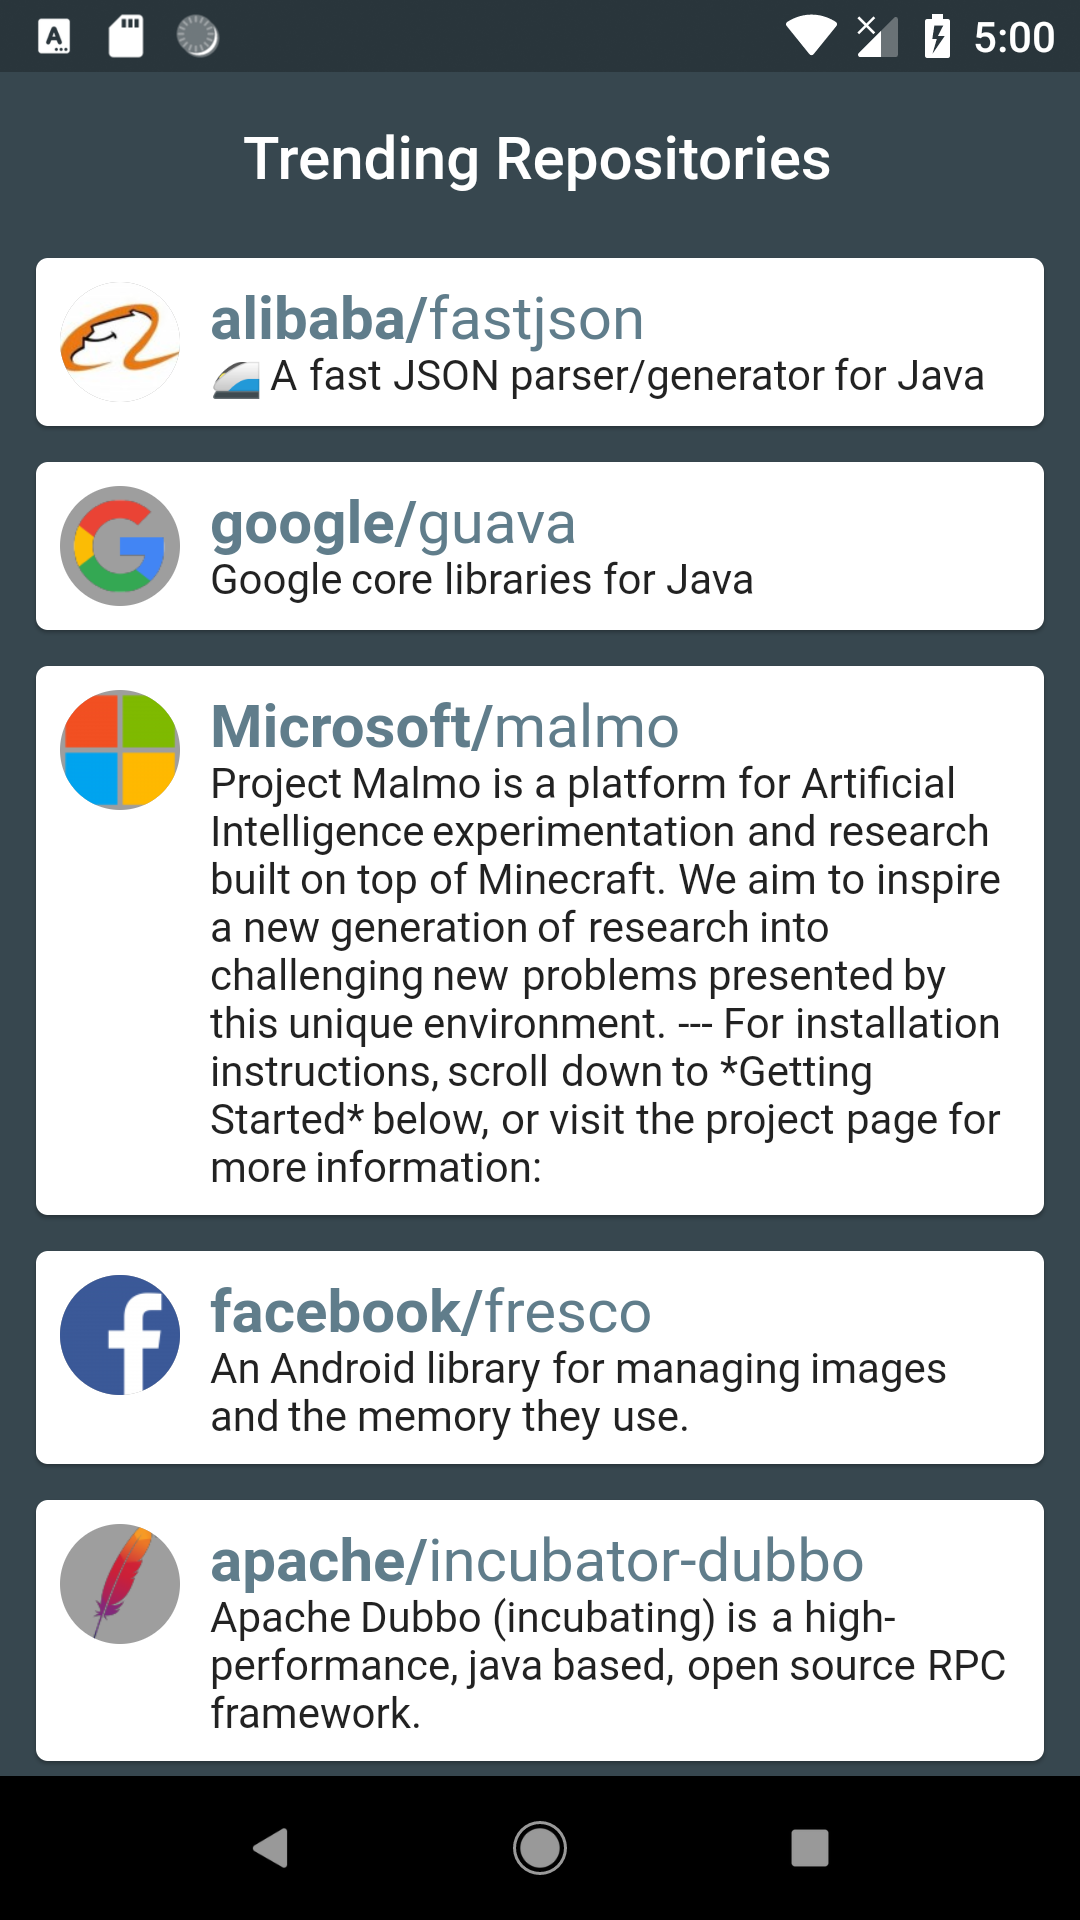 5:00
Trending Repositories
alibaba/fastjson
🚄 A fast JSON parser/generator for Java
google/guava
Google core libraries for Java
Microsoft/malmo
Project Malmo is a platform for Artificial
Intelligence experimentation and research
built on top of Minecraft. We aim to inspire
a new generation of research into
challenging new problems presented by
this unique environment. --- For installation
instructions, scroll down to *Getting
Started* below, or visit the project page for
more information:
facebook/fresco
An Android library for managing images
and the memory they use.
apache/incubator-dubbo
Apache Dubbo (incubating) is a high-
performance, java based, open source RPC
framework.